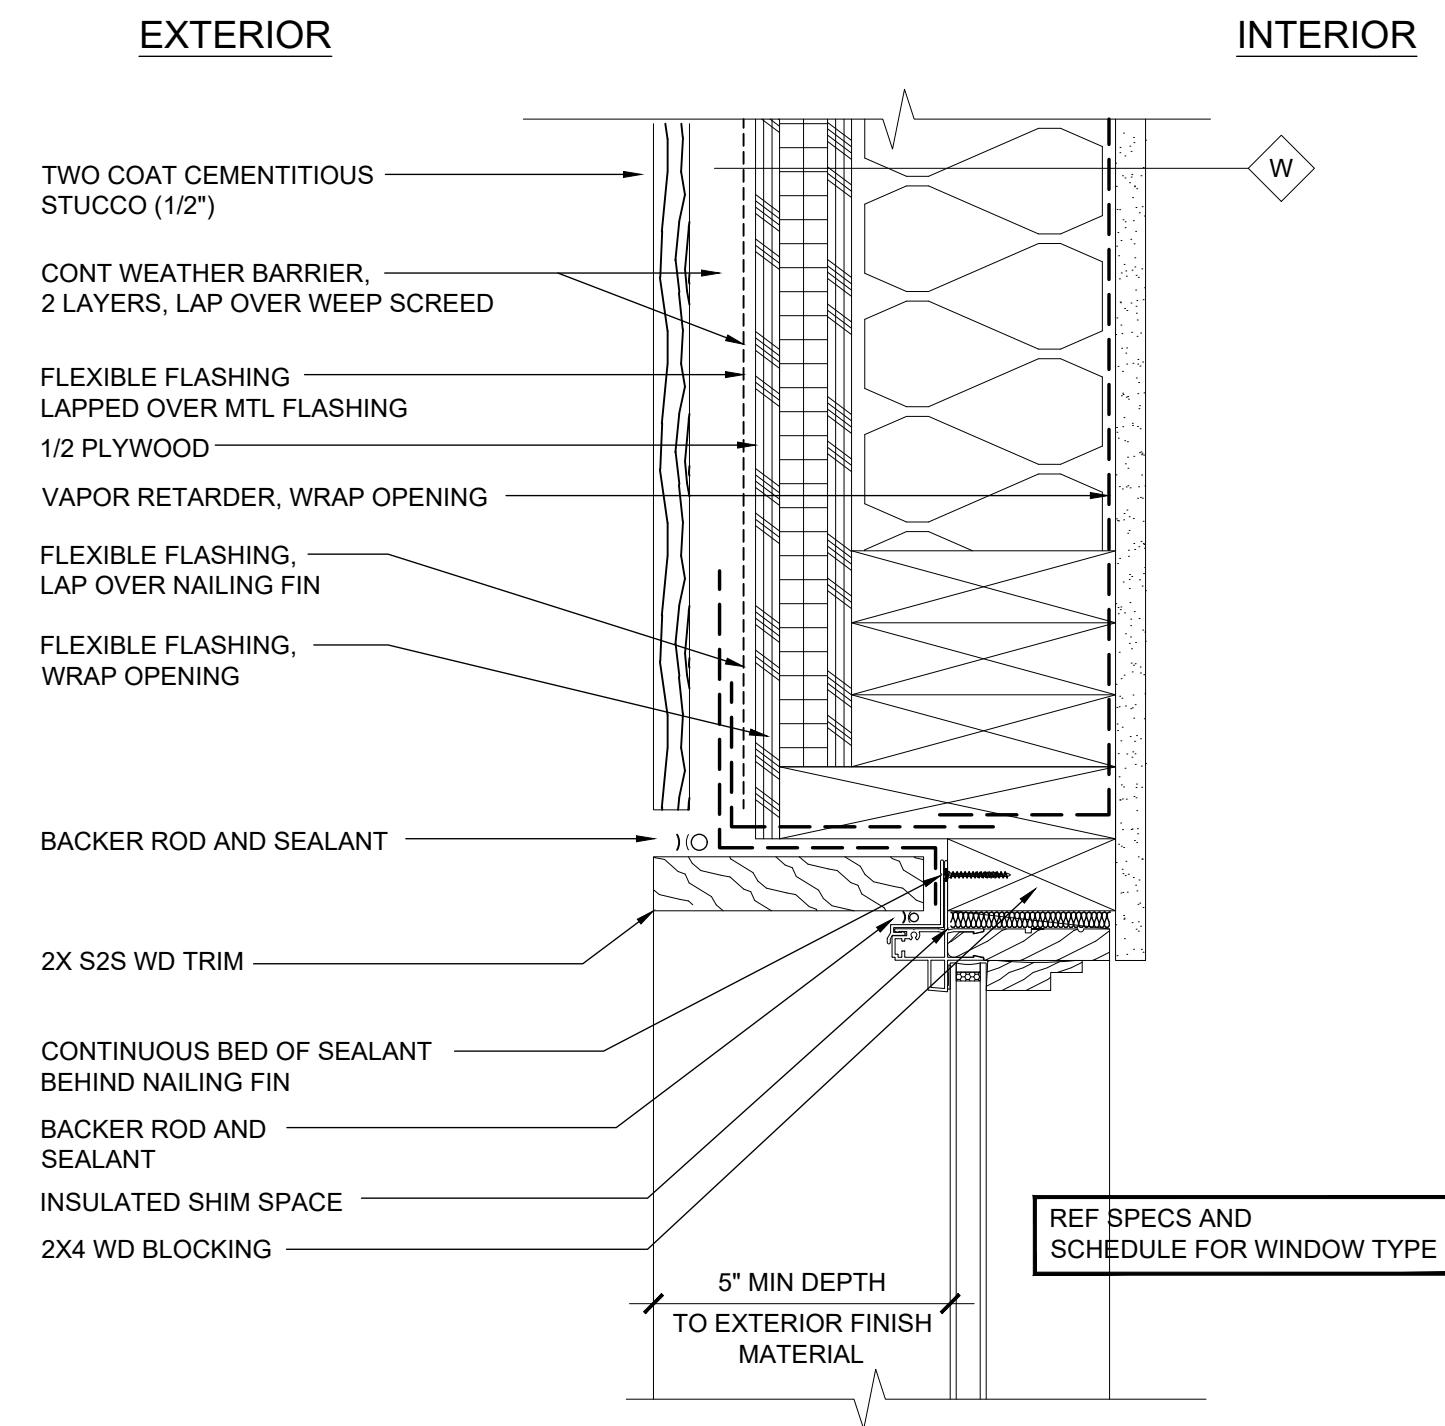 EXTERIOR
INTERIOR
TWO COAT CEMENTITIOUS
STUCCO (1/2")
W
CONT WEATHER BARRIER,
2 LAYERS, LAP OVER WEEP SCREED
FLEXIBLE FLASHING
LAPPED OVER MTL FLASHING
1/2 PLYWOOD
VAPOR RETARDER, WRAP OPENING
FLEXIBLE FLASHING,
LAP OVER NAILING FIN
FLEXIBLE FLASHING,
WRAP OPENING
BACKER ROD AND SEALANT
2X S2S WD TRIM
CONTINUOUS BED OF SEALANT
BEHIND NAILING FIN
BACKER ROD AND
SEALANT
INSULATED SHIM SPACE
2X4 WD BLOCKING
REF SPECS AND
SCHEDULE FOR WINDOW TYPE
5" MIN DEPTH
TO EXTERIOR FINISH
MATERIAL